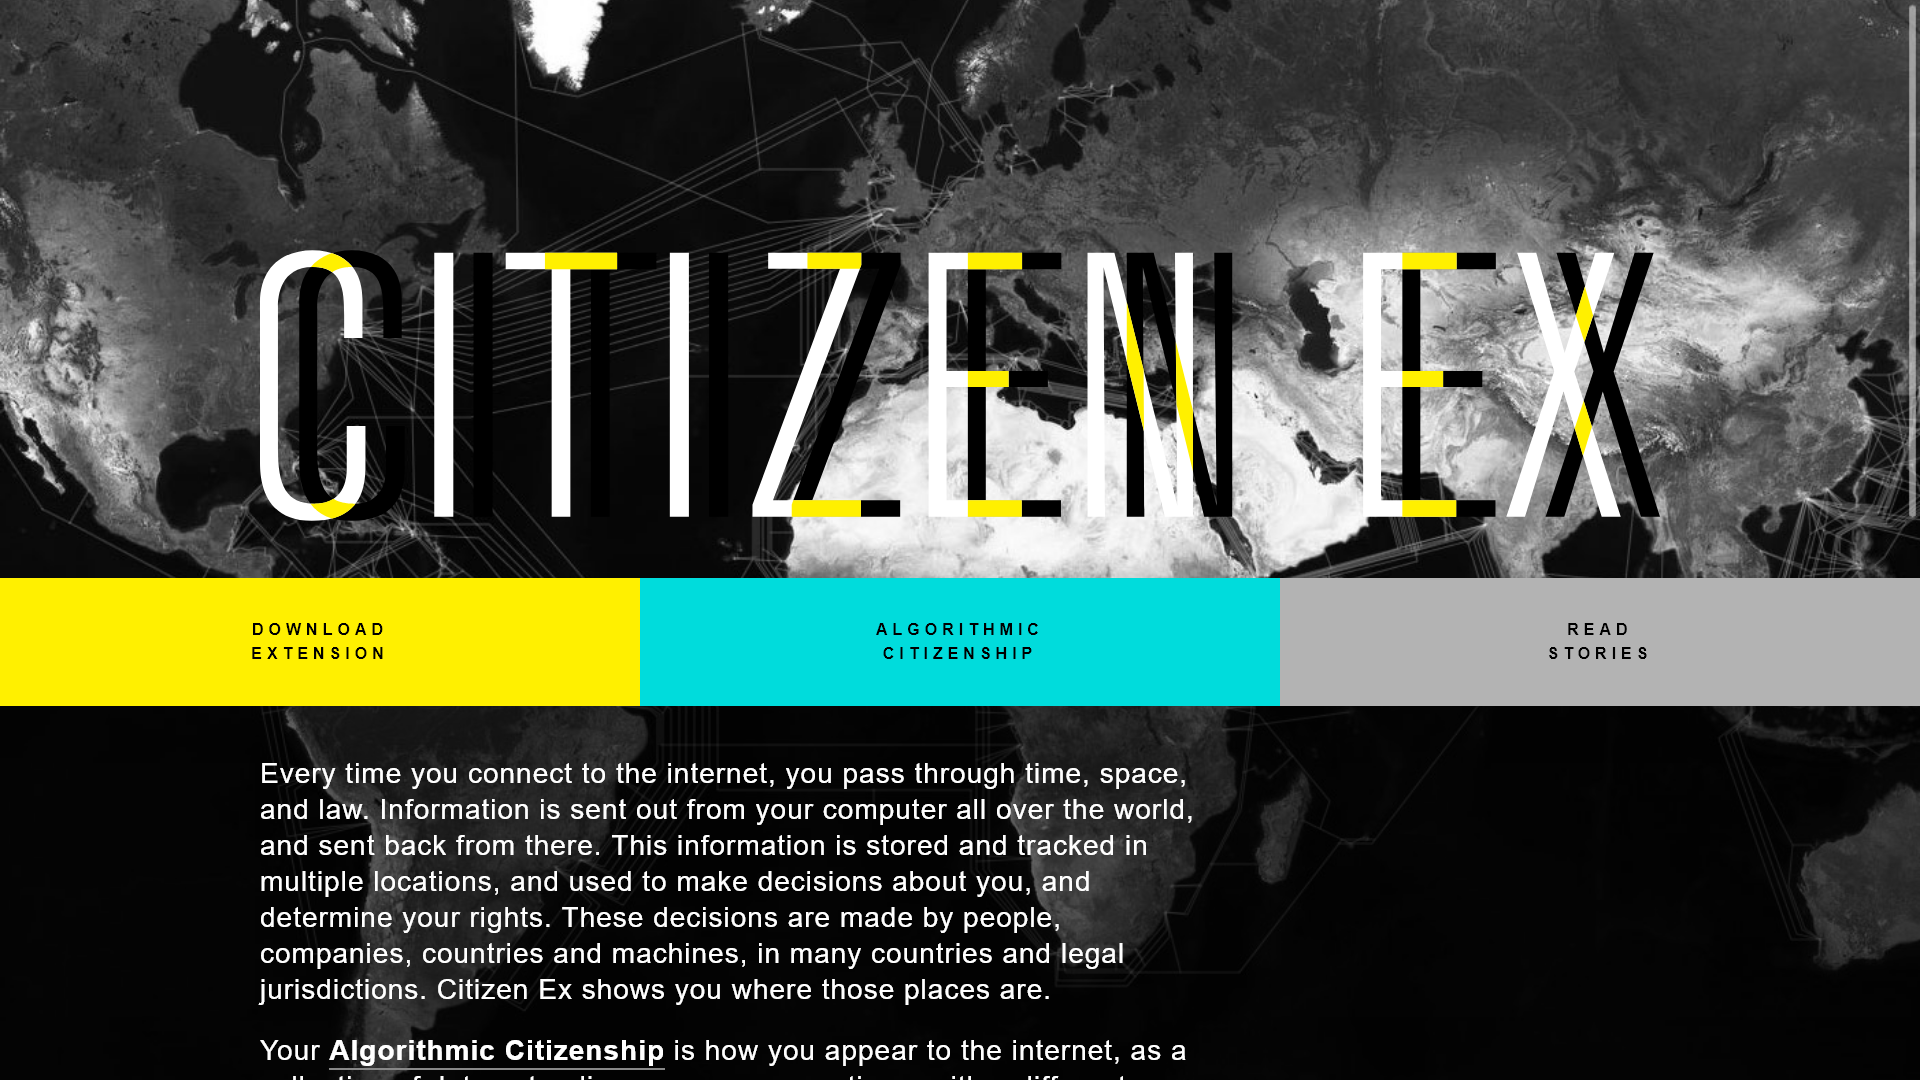 CITIZEN EX
DOWNLOAD
EXTENSION
ALGORITHMIC
CITIZENSHIP
READ
STORIES
Every time you connect to the internet, you pass through time, space,
and law. Information is sent out from your computer all over the world,
and sent back from there. This information is stored and tracked in
multiple locations, and used to make decisions about you, and
determine your rights. These decisions are made by people,
companies, countries and machines, in many countries and legal
jurisdictions. Citizen Ex shows you where those places are.
Your Algorithmic Citizenship is how you appear to the internet, as a